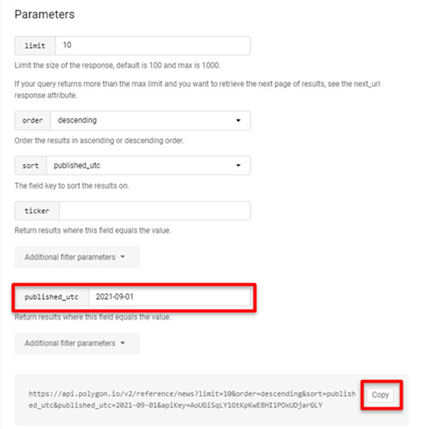 Parameters
limit 10
Limit the size of the response, default is 100 and max is 1000.
If your query returns more than the max limit and you want to retrieve the next page of results, see the next_url
response attribute.
order descending
Order the results in ascending or descending order.
sort published_utc
The field key to sort the results on.
ticker
Return results where this field equals the value.
Additional filter parameters
published_utc 2021-09-01
Return results where this field equals the value.
Additional filter parameters
https://api.polygon.io/v2/reference/news?limit=10&order=descending&sort=publish
ed_utc&published_utc=2021-09-01&apiKey=AoUGiSqLY1GtKpKwE8HI1POxUDjarGLY
Copy